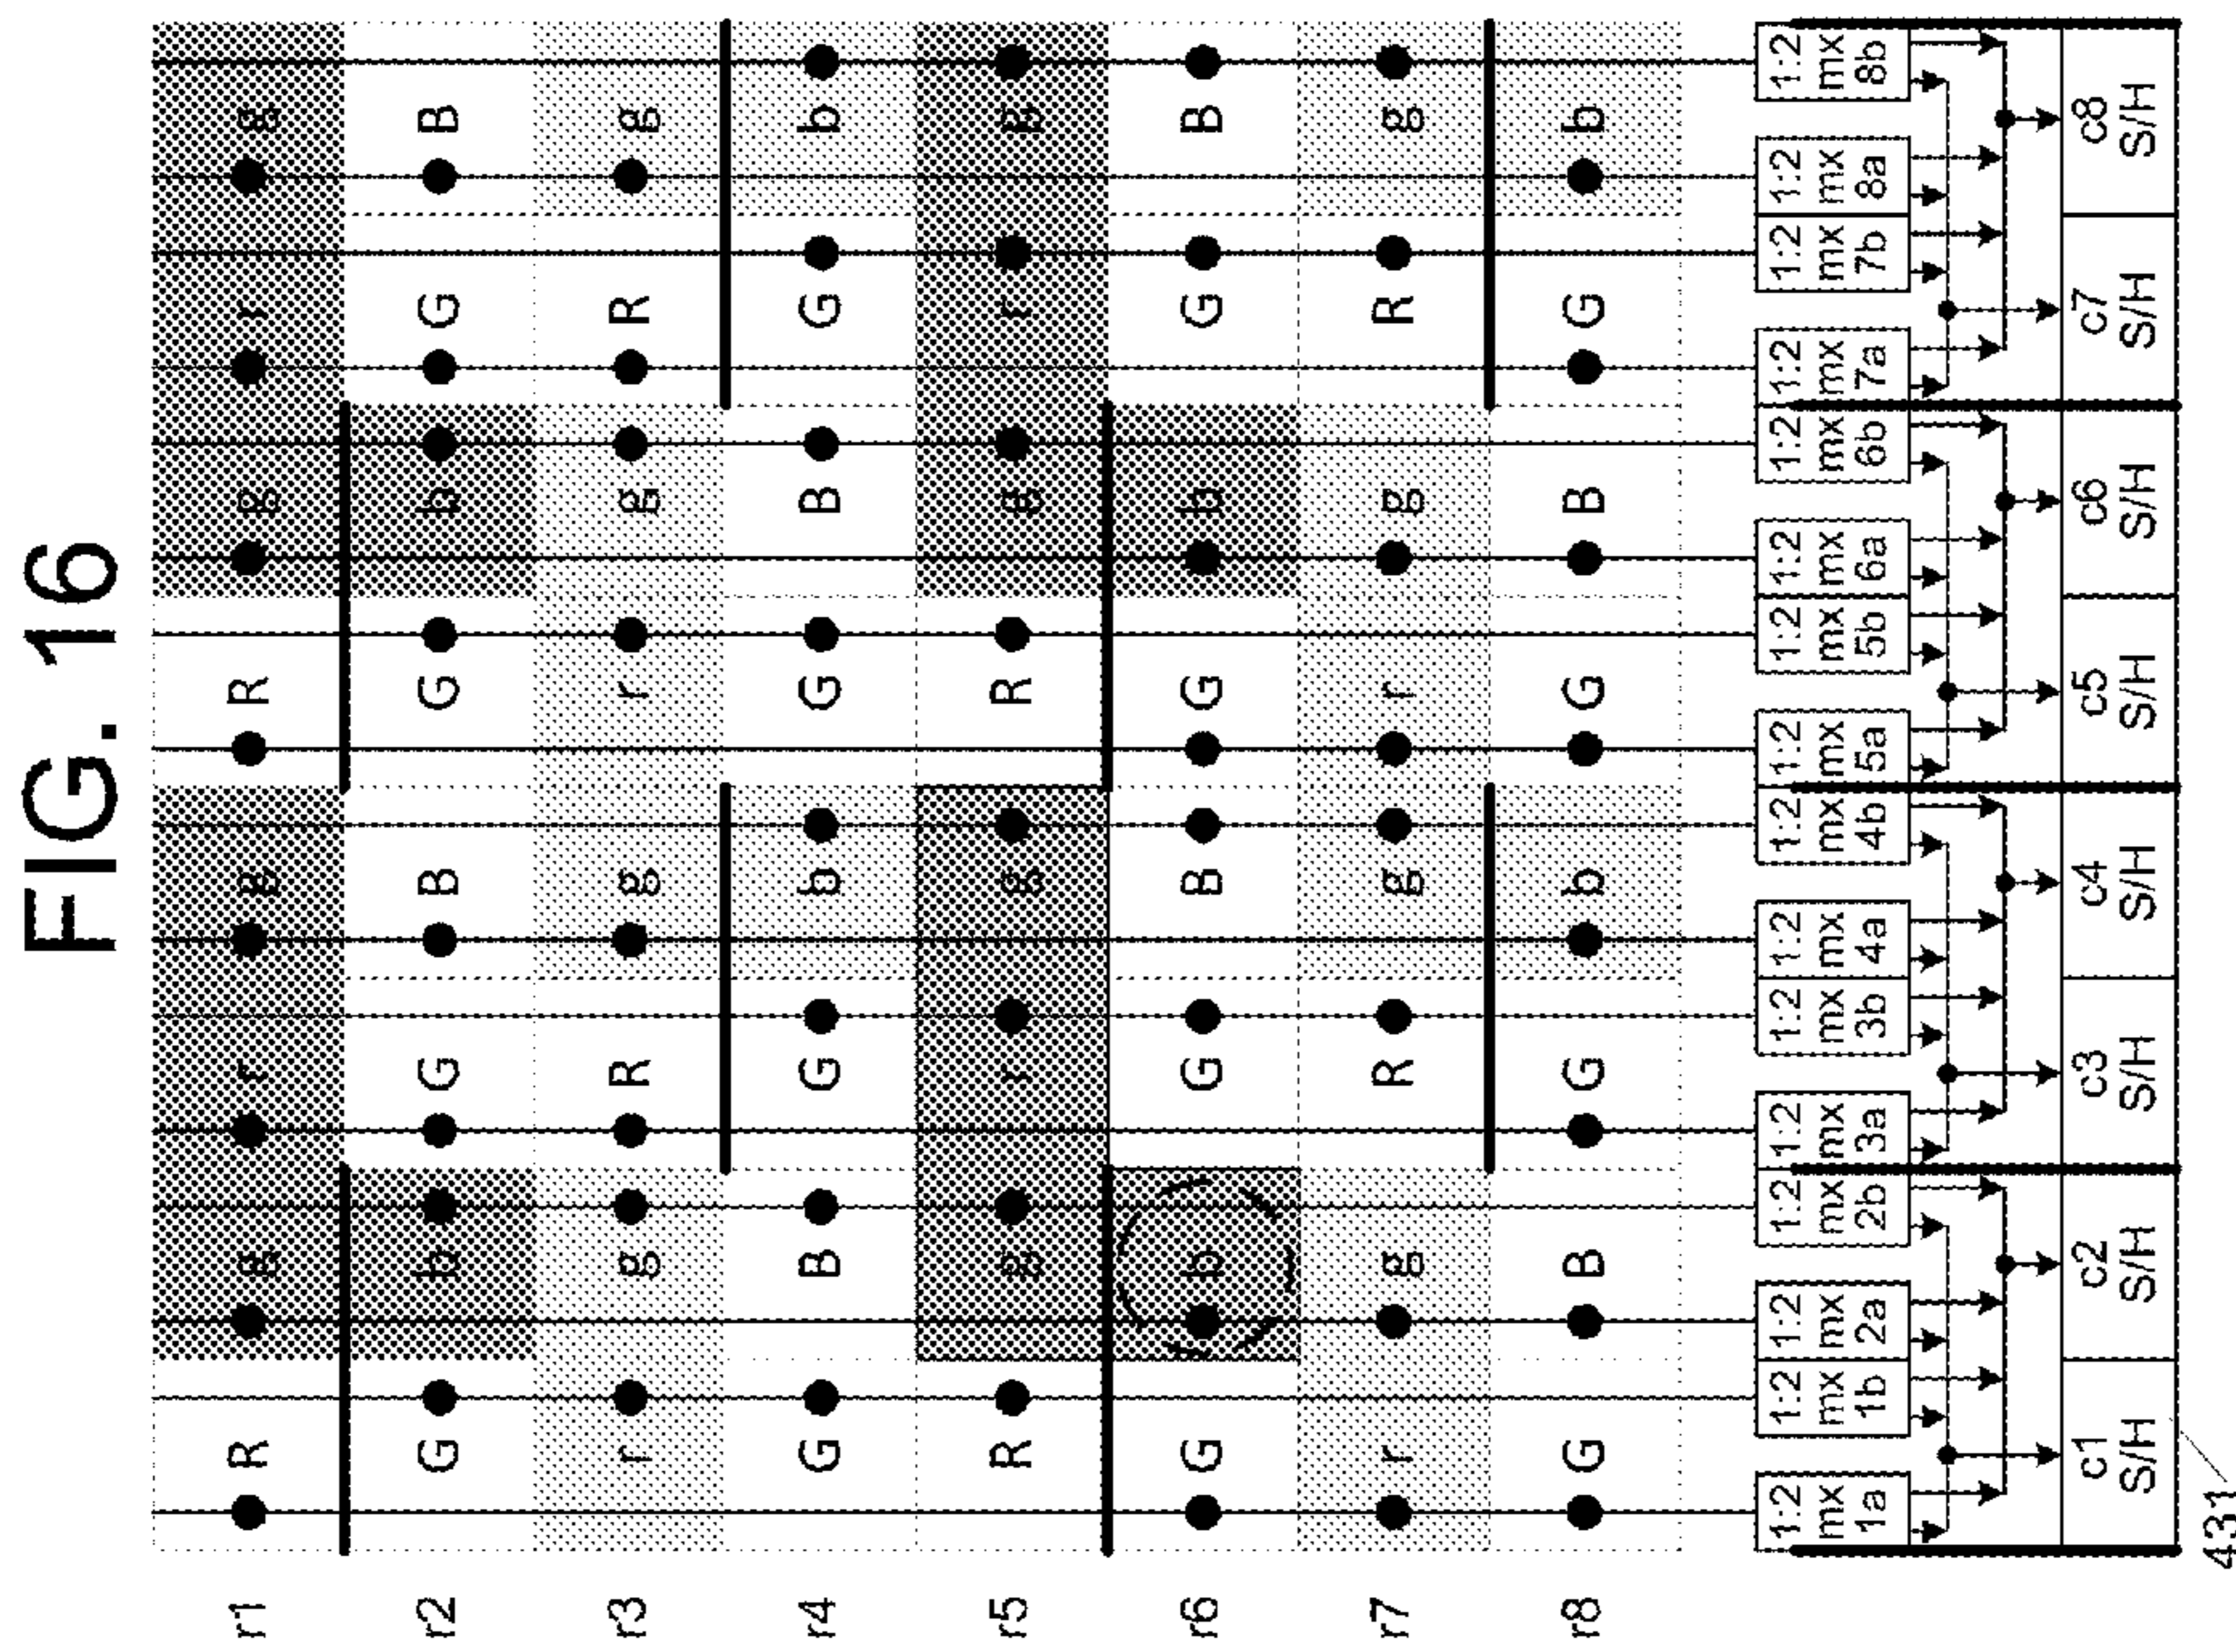 FIG. 16
r1 R g r g R g r g
r2 G b G B G b G B
r3 r g R g r g R g
r4 G B G b G B G b
r5 R g r g R g r g
r6 G b G B G b G B
r7 r g R g r g R g
r8 G B G b G B G b
1:2 1:2 1:2 1:2 1:2 1:2 1:2 1:2 1:2 1:2 1:2 1:2 1:2 1:2 1:2 1:2
mx mx mx mx mx mx mx mx mx mx mx mx mx mx mx mx
1a 1b 2a 2b 3a 3b 4a 4b 5a 5b 6a 6b 7a 7b 8a 8b
c1 c2 c3 c4 c5 c6 c7 c8
S/H S/H S/H S/H S/H S/H S/H S/H
431